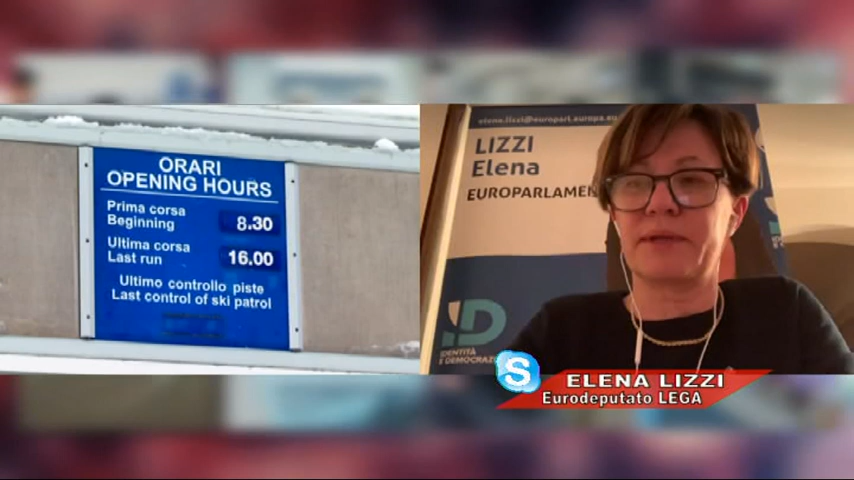 ORARI
OPENING HOURS
Prima corsa
Beginning
8.30
Ultima corsa
Last run
16.00
Ultimo controllo piste
Last control of ski patrol
elena.lizzi@europarl.europa.eu
LIZZI
Elena
EUROPARLAMEN
ID
IDENTITÀ
E DEMOCRAZI
S
ELENA LIZZI
Eurodeputato LEGA